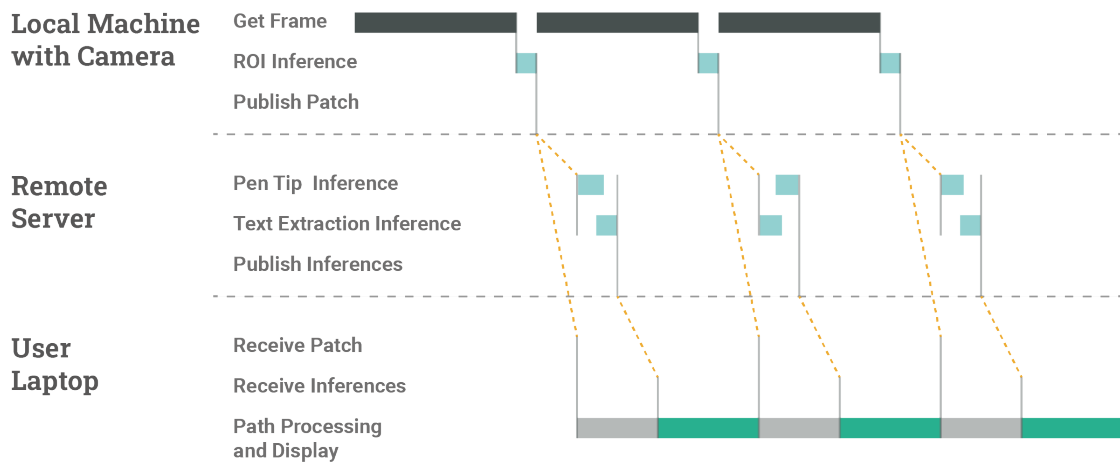 Local Machine
with Camera
Get Frame
ROI Inference
Publish Patch
Remote
Server
Pen Tip Inference
Text Extraction Inference
Publish Inferences
User
Laptop
Receive Patch
Receive Inferences
Path Processing
and Display